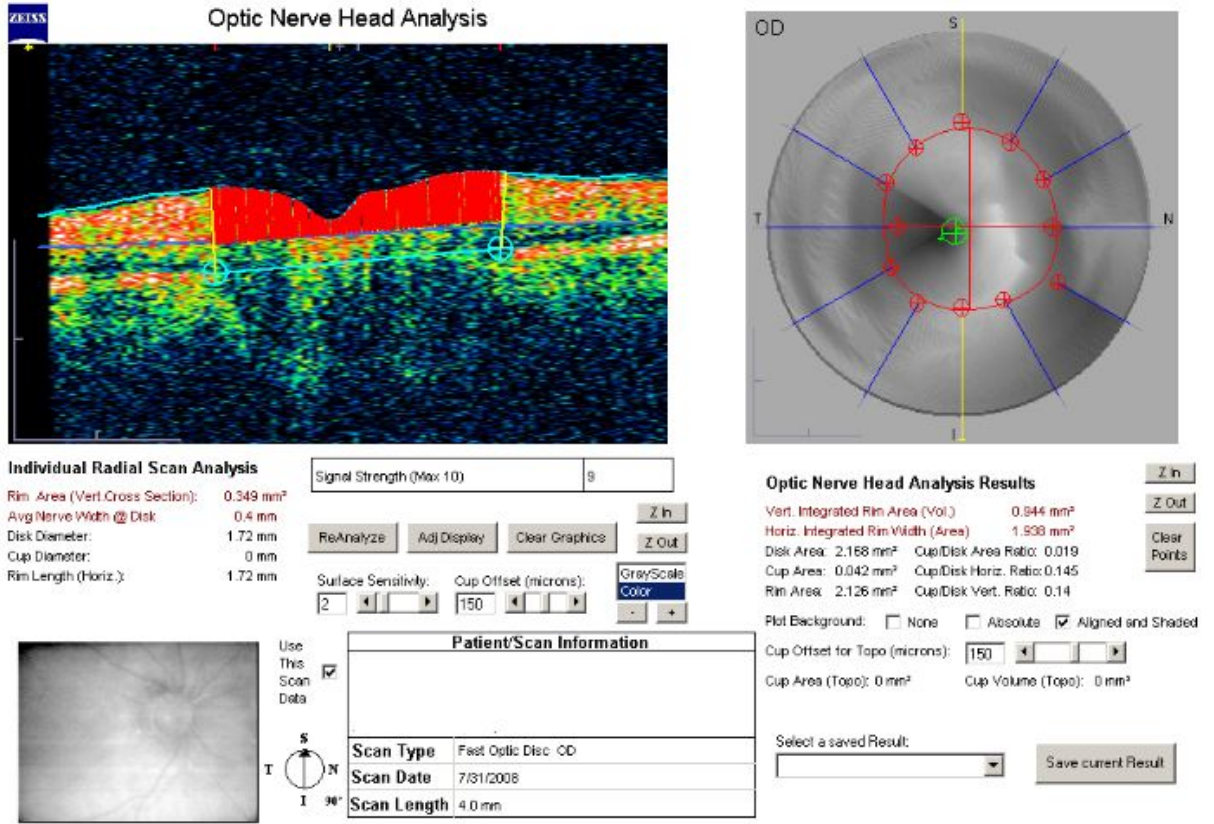 ZEISS
Optic Nerve Head Analysis
OD
S
T
N
I
Individual Radial Scan Analysis
Rim Area (Vert.Cross Section): 0.349 mm²
Avg Nerve Width @ Disk 0.4 mm
Disk Diameter: 1.72 mm
Cup Diameter: 0 mm
Rim Length (Horiz.): 1.72 mm
Signal Strength (Max 10) 9
Z In
Z Out
ReAnalyze
Adj Display
Clear Graphics
Surface Sensitivity:
2
Cup Offset (microns):
150
GrayScale
Color
- +
Optic Nerve Head Analysis Results
Vert. Integrated Rim Area (Vol.) 0.944 mm³
Horiz. Integrated Rim Width (Area) 1.938 mm²
Disk Area: 2.168 mm² Cup/Disk Area Ratio: 0.019
Cup Area: 0.042 mm² Cup/Disk Horiz. Ratio: 0.145
Rim Area: 2.126 mm² Cup/Disk Vert. Ratio: 0.14
Z In
Z Out
Clear
Points
Plot Background: None Absolute Aligned and Shaded
Cup Offset for Topo (microns): 150
Cup Area (Topo): 0 mm² Cup Volume (Topo): 0 mm³
Select a saved Result:
Save current Result
Use
This
Scan
Data
S
T
N
I 90°
Patient/Scan Information
Scan Type Fast Optic Disc OD
Scan Date 7/31/2008
Scan Length 4.0 mm